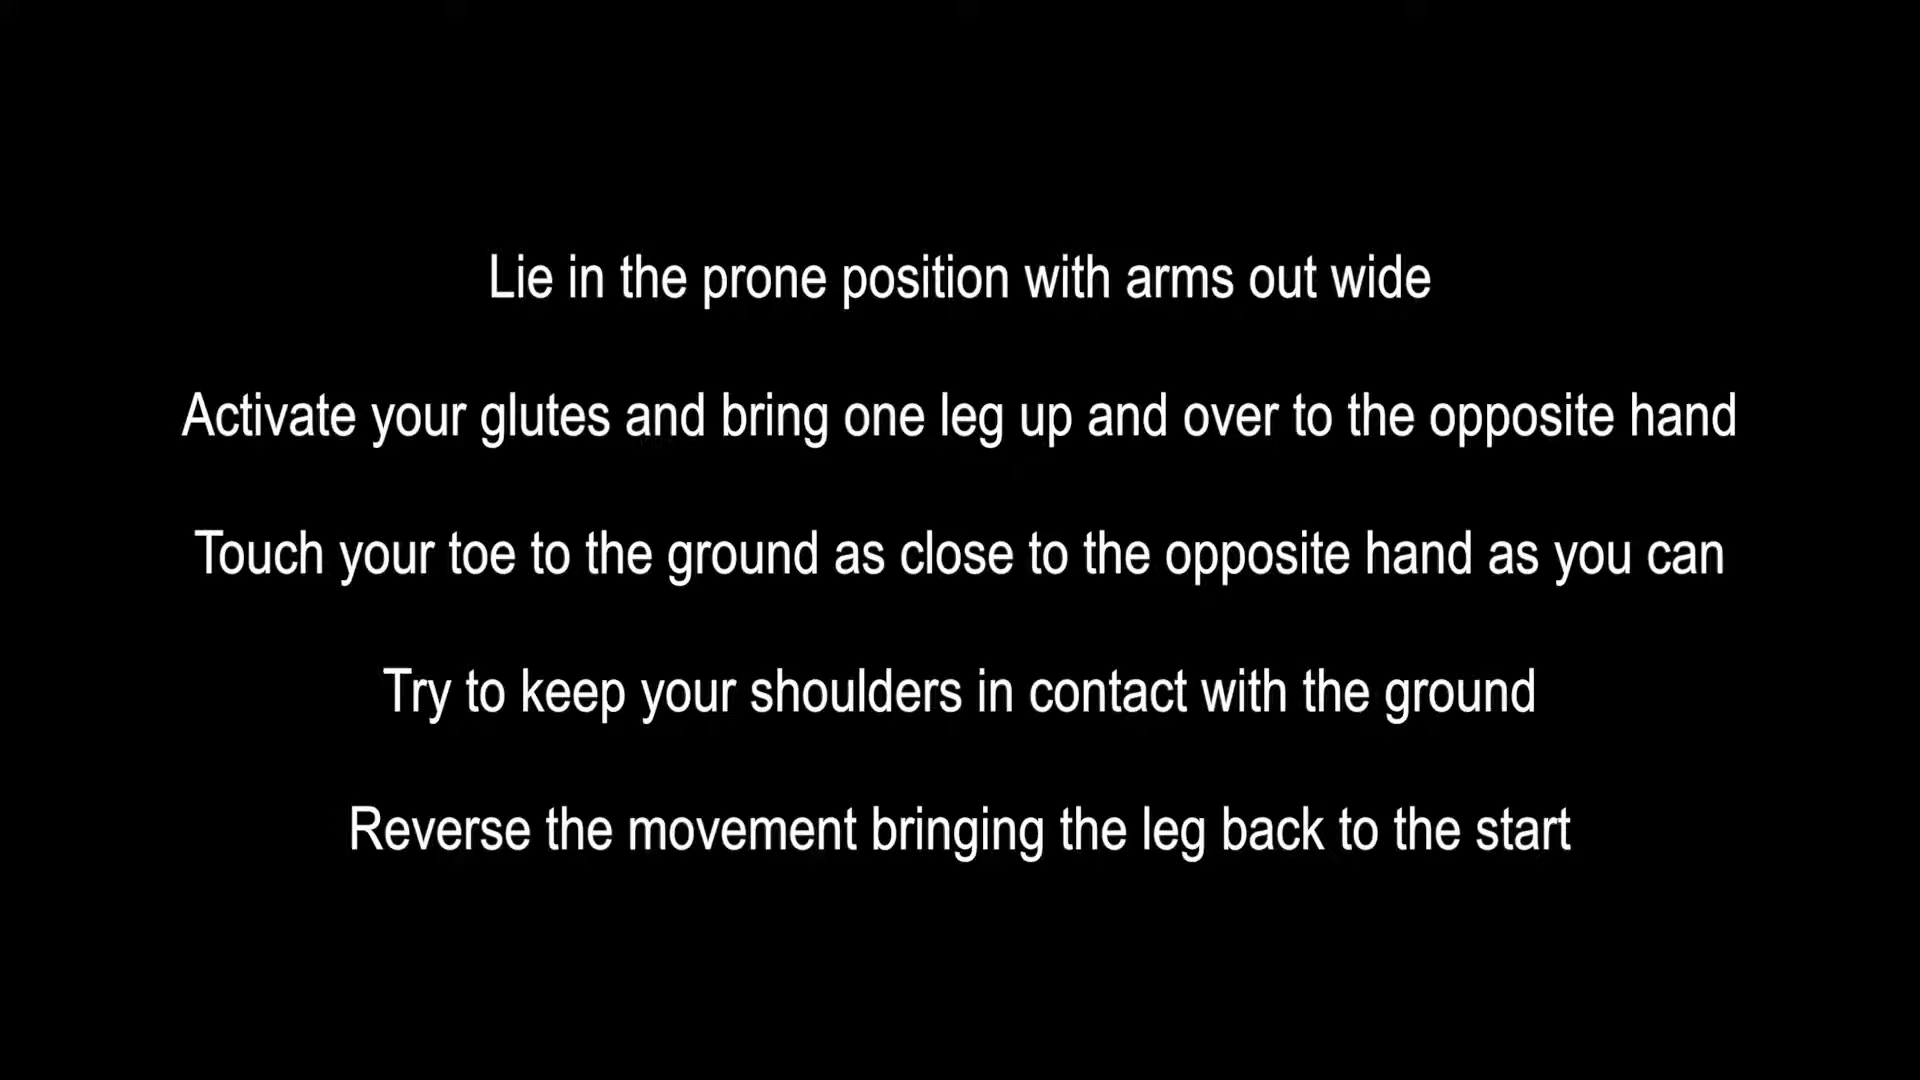 Lie in the prone position with arms out wide
Activate your glutes and bring one leg up and over to the opposite hand
Touch your toe to the ground as close to the opposite hand as you can
Try to keep your shoulders in contact with the ground
Reverse the movement bringing the leg back to the start